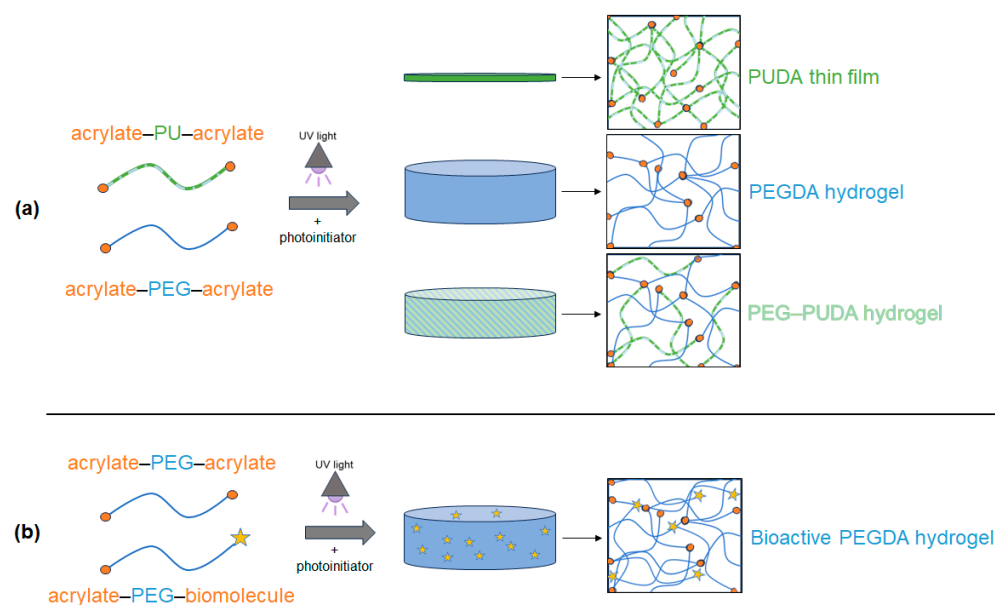 PUDA thin film
acrylate–PU–acrylate
UV light
(a)
PEGDA hydrogel
+
photoinitiator
acrylate–PEG–acrylate
PEG–PUDA hydrogel
acrylate–PEG–acrylate
UV light
(b)
Bioactive PEGDA hydrogel
+
photoinitiator
acrylate–PEG–biomolecule